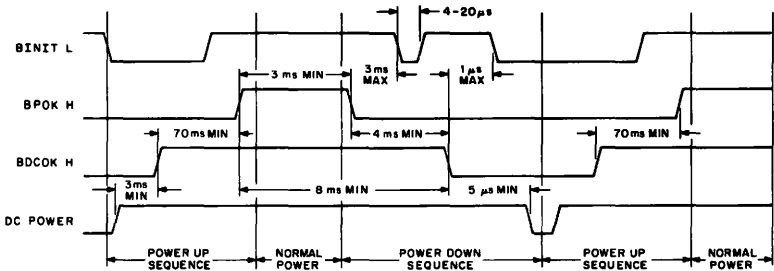 4-20μs
BINIT L
3 ms MIN
3 ms MAX
1 μs MAX
BPOK H
70 ms MIN
4 ms MIN
70 ms MIN
BDCOK H
3 ms MIN
8 ms MIN
5 μs MIN
DC POWER
POWER UP SEQUENCE
NORMAL POWER
POWER DOWN SEQUENCE
POWER UP SEQUENCE
NORMAL POWER